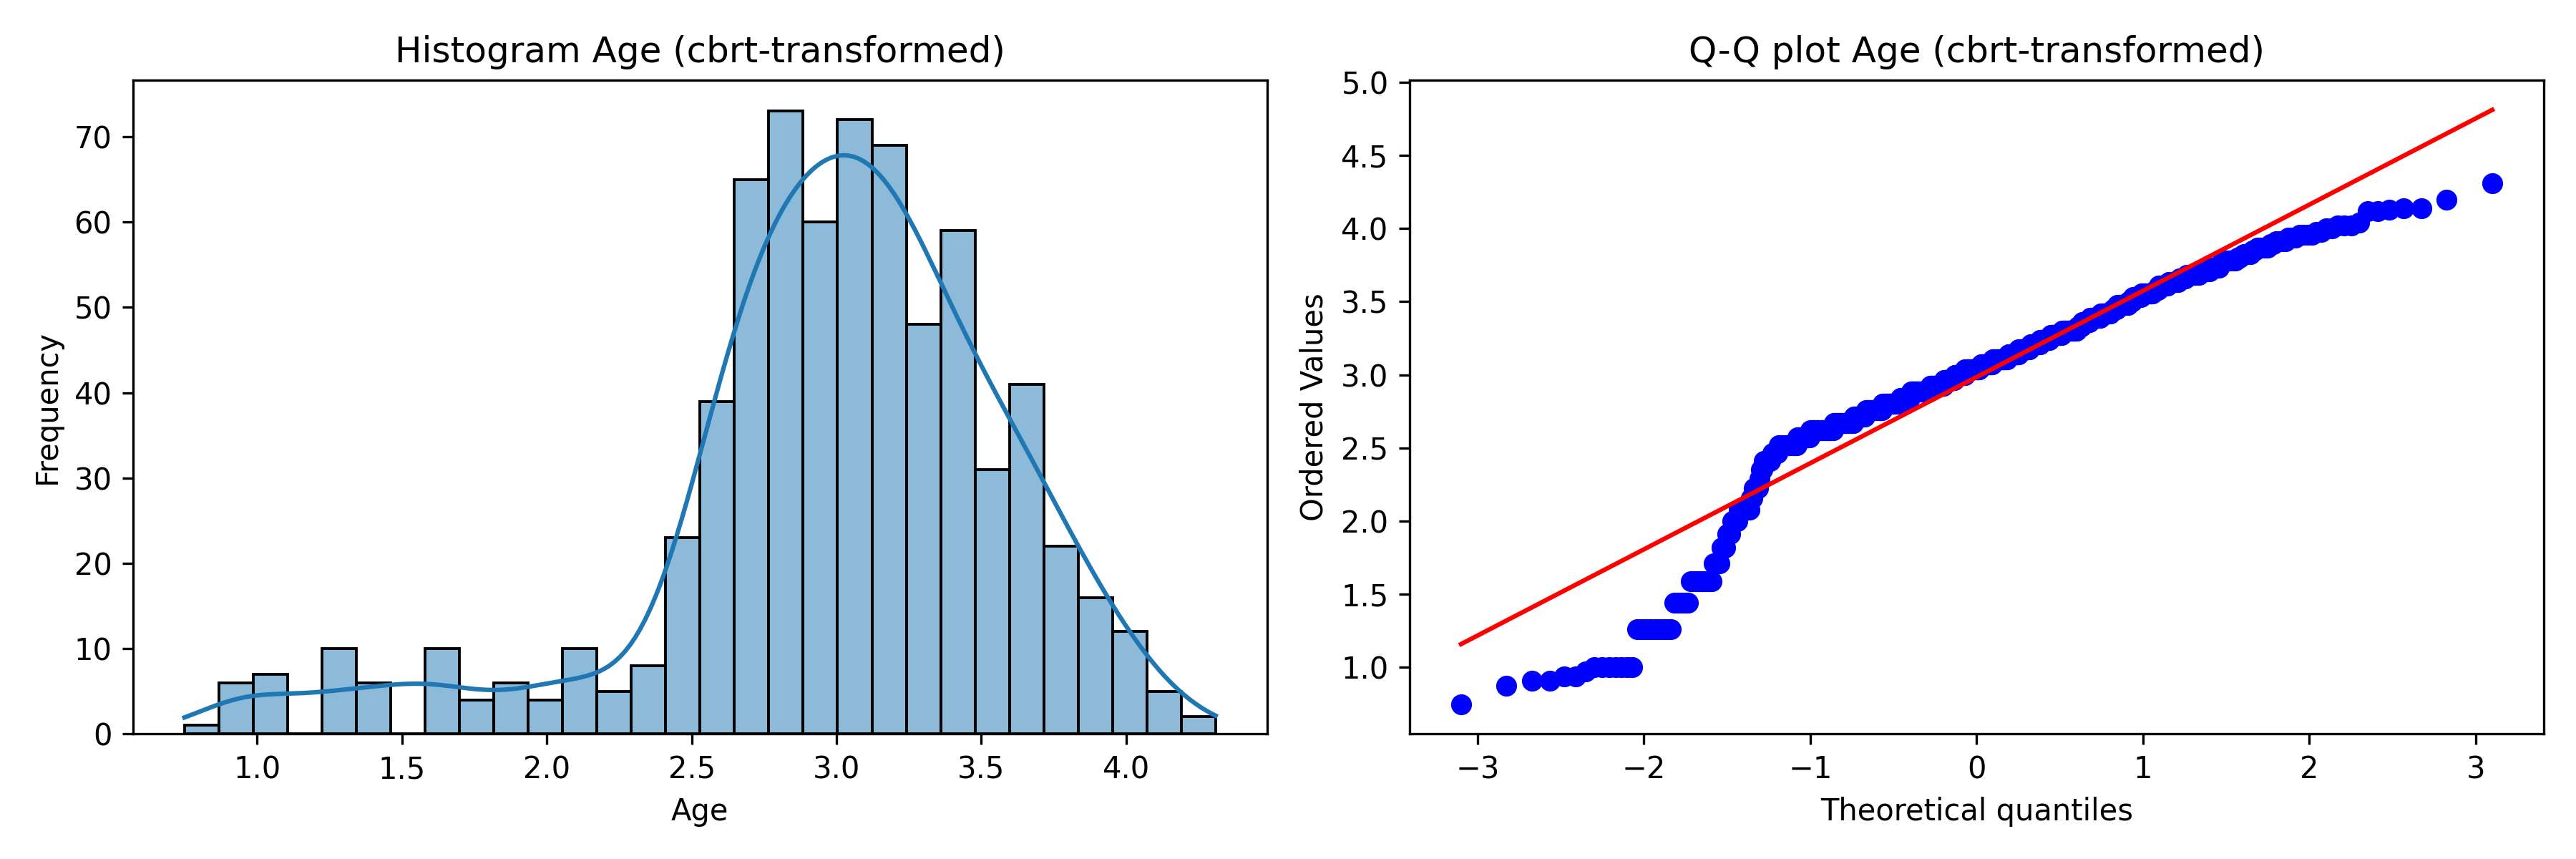 Histogram Age (cbrt-transformed)
Frequency
70
60
50
40
30
20
10
0
1.0 1.5 2.0 2.5 3.0 3.5 4.0
Age
Q-Q plot Age (cbrt-transformed)
Ordered Values
5.0
4.5
4.0
3.5
3.0
2.5
2.0
1.5
1.0
−3 −2 −1 0 1 2 3
Theoretical quantiles